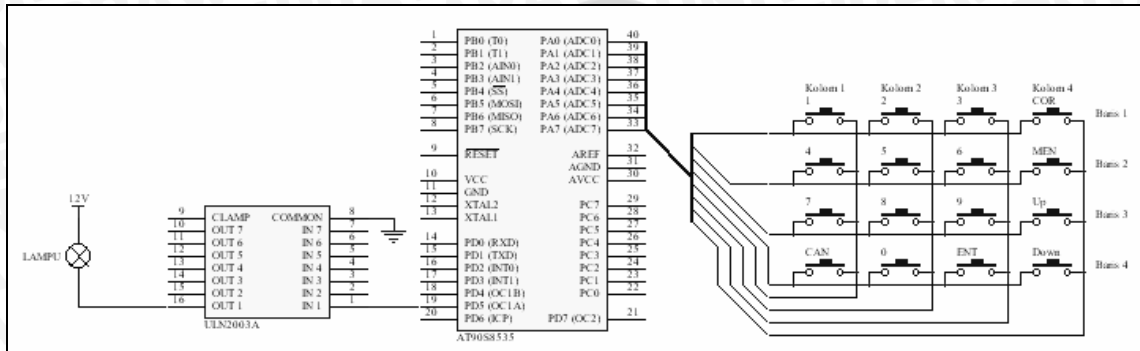 12V
LAMPU
9 CLAMP COMMON 8
10 OUT 7 IN 7 7
11 OUT 6 IN 6 6
12 OUT 5 IN 5 5
13 OUT 4 IN 4 4
14 OUT 3 IN 3 3
15 OUT 2 IN 2 2
16 OUT 1 IN 1 1
ULN2003A
1 PB0 (T0) PA0 (ADC0) 40
2 PB1 (T1) PA1 (ADC1) 39
3 PB2 (AIN0) PA2 (ADC2) 38
4 PB3 (AIN1) PA3 (ADC3) 37
5 PB4 (SS) PA4 (ADC4) 36
6 PB5 (MOSI) PA5 (ADC5) 35
7 PB6 (MISO) PA6 (ADC6) 34
8 PB7 (SCK) PA7 (ADC7) 33
9 RESET AREF 32
AGND 31
10 VCC AVCC 30
11 GND
12 XTAL2 PC7 29
13 XTAL1 PC6 28
PC5 27
14 PD0 (RXD) PC4 26
15 PD1 (TXD) PC3 25
16 PD2 (INT0) PC2 24
17 PD3 (INT1) PC1 23
18 PD4 (OC1B) PC0 22
19 PD5 (OC1A)
20 PD6 (ICP) PD7 (OC2) 21
AT90S8535
Kolom 1 Kolom 2 Kolom 3 Kolom 4
1 2 3 COR Baris 1
4 5 6 MEN Baris 2
7 8 9 Up Baris 3
CAN 0 ENT Down Baris 4